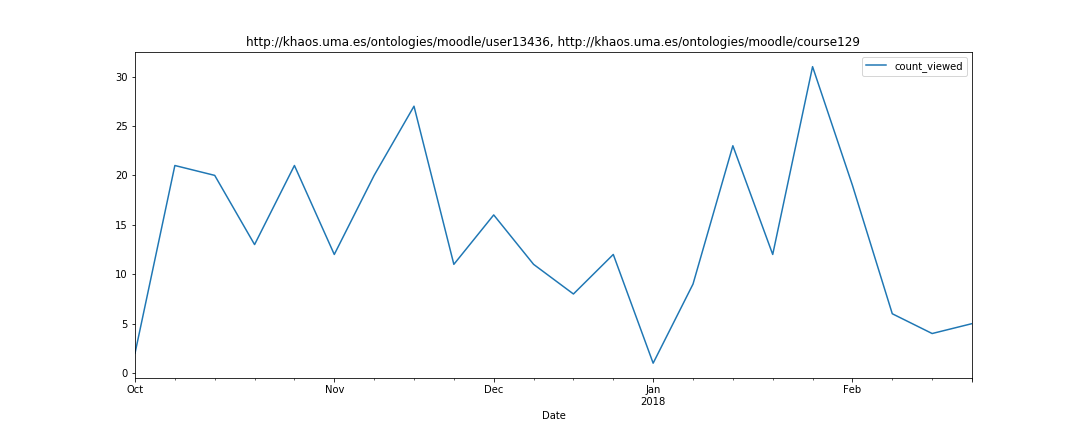 http://khaos.uma.es/ontologies/moodle/user13436, http://khaos.uma.es/ontologies/moodle/course129
count_viewed
30
25
20
15
10
5
0
Oct Nov Dec Jan Feb
2018
Date